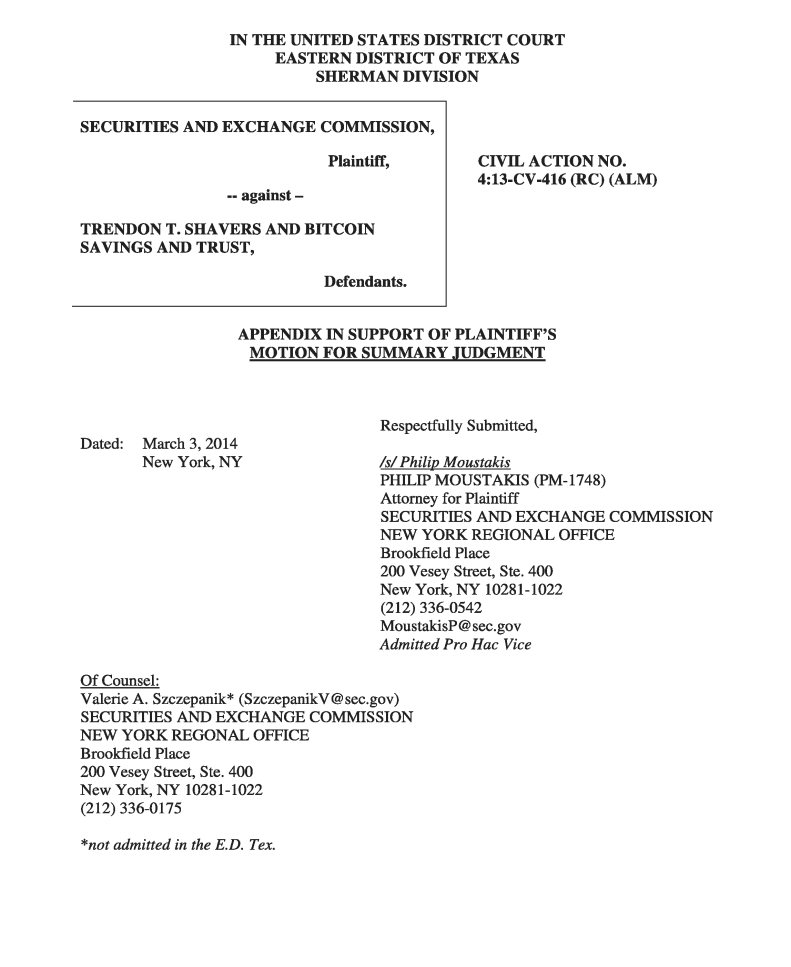 IN THE UNITED STATES DISTRICT COURT
EASTERN DISTRICT OF TEXAS
SHERMAN DIVISION
SECURITIES AND EXCHANGE COMMISSION,
Plaintiff,
-- against –
TRENDON T. SHAVERS AND BITCOIN
SAVINGS AND TRUST,
Defendants.
CIVIL ACTION NO.
4:13-CV-416 (RC) (ALM)
APPENDIX IN SUPPORT OF PLAINTIFF'S
MOTION FOR SUMMARY JUDGMENT
Dated: March 3, 2014
New York, NY
Respectfully Submitted,
/s/ Philip Moustakis
PHILIP MOUSTAKIS (PM-1748)
Attorney for Plaintiff
SECURITIES AND EXCHANGE COMMISSION
NEW YORK REGIONAL OFFICE
Brookfield Place
200 Vesey Street, Ste. 400
New York, NY 10281-1022
(212) 336-0542
MoustakisP@sec.gov
Admitted Pro Hac Vice
Of Counsel:
Valerie A. Szczepanik* (SzczepanikV@sec.gov)
SECURITIES AND EXCHANGE COMMISSION
NEW YORK REGONAL OFFICE
Brookfield Place
200 Vesey Street, Ste. 400
New York, NY 10281-1022
(212) 336-0175
*not admitted in the E.D. Tex.